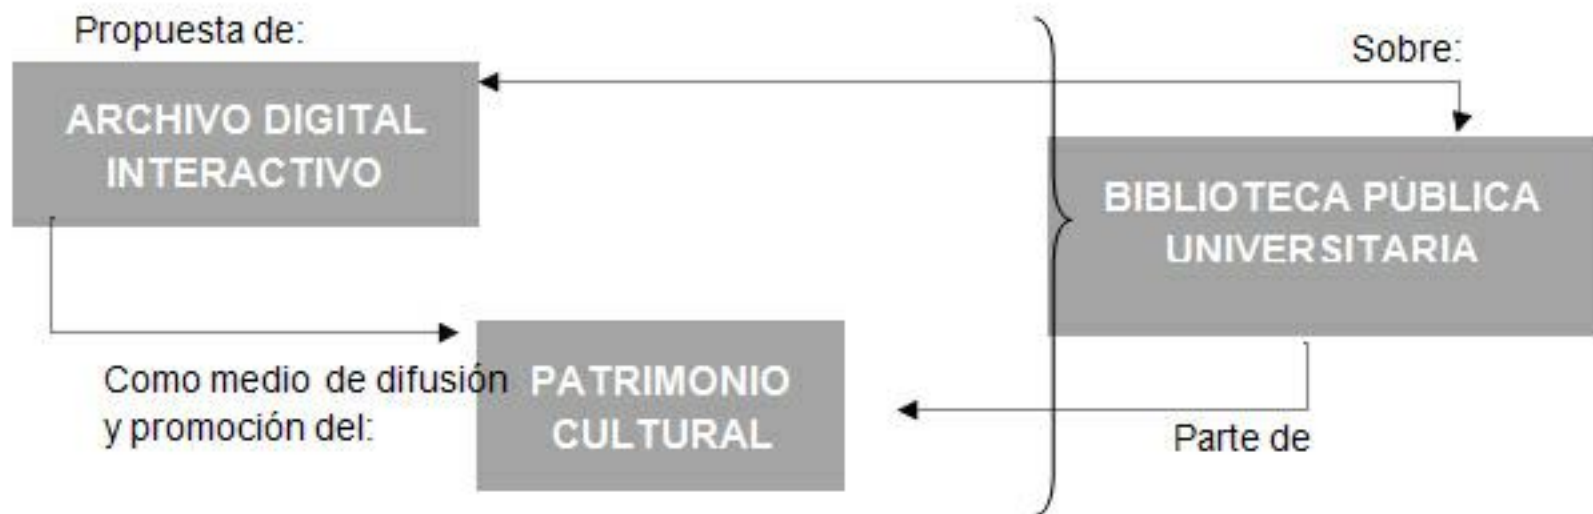 Propuesta de:
ARCHIVO DIGITAL
INTERACTIVO
Sobre:
BIBLIOTECA PÚBLICA
UNIVERSITARIA
Como medio de difusión
y promoción del:
PATRIMONIO
CULTURAL
Parte de